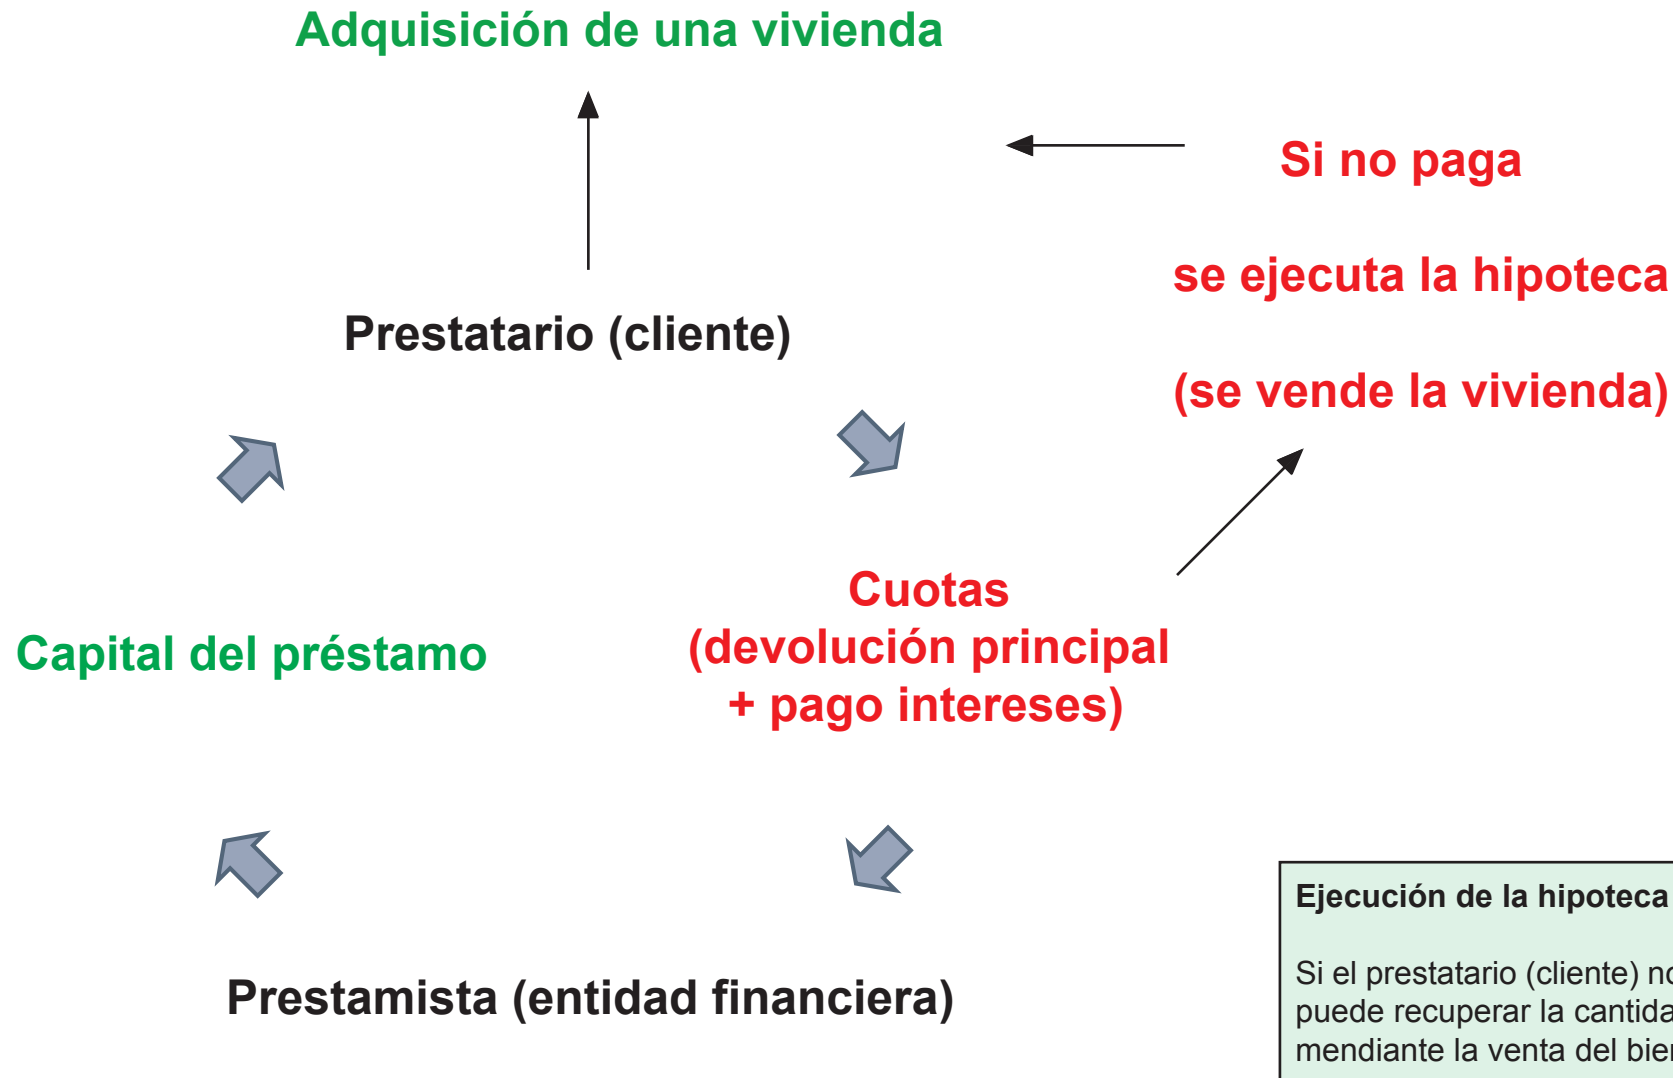 Adquisición de una vivienda
Si no paga
se ejecuta la hipoteca
(se vende la vivienda)
Prestatario (cliente)
Cuotas
(devolución principal
+ pago intereses)
Capital del préstamo
Prestamista (entidad financiera)
Ejecución de la hipoteca
Si el prestatario (cliente) no
puede recuperar la cantida
mendiante la venta del bien